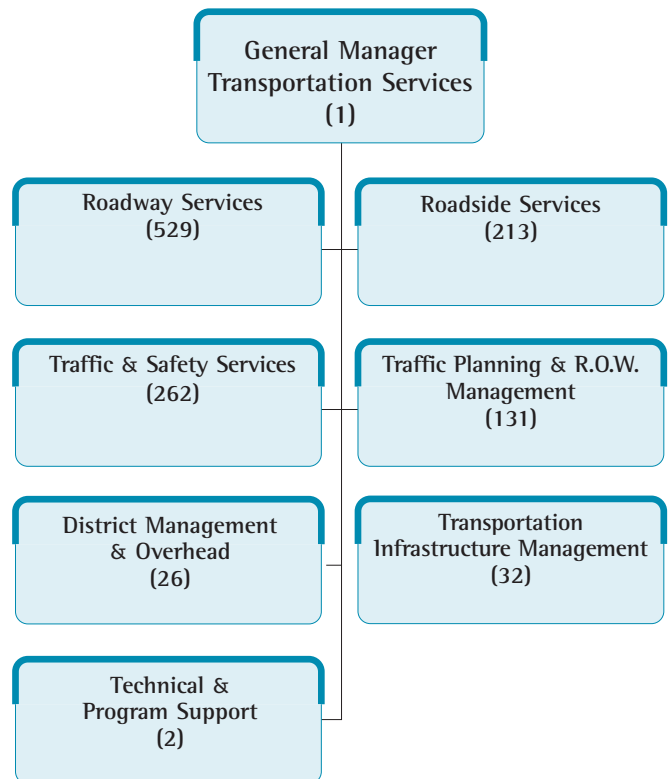 General Manager
Transportation Services
(1)
Roadway Services
(529)
Roadside Services
(213)
Traffic & Safety Services
(262)
Traffic Planning & R.O.W.
Management
(131)
District Management
& Overhead
(26)
Transportation
Infrastructure Management
(32)
Technical &
Program Support
(2)